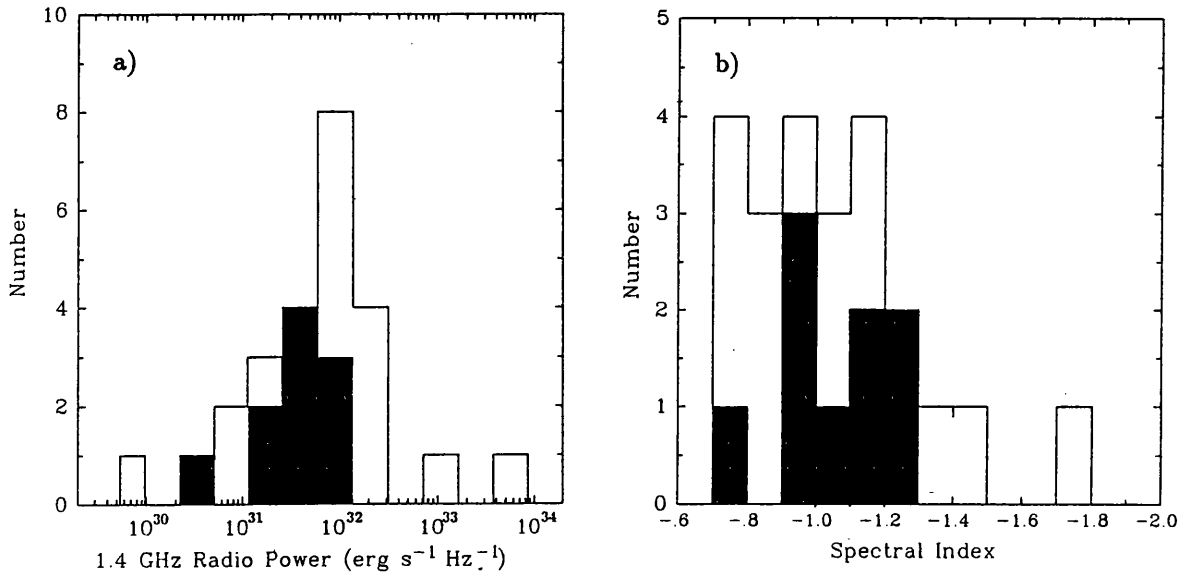 10
8
6
4
2
0
Number
a)
10^30 10^31 10^32 10^33 10^34
1.4 GHz Radio Power (erg s^−1 Hz^−1)
5
4
3
2
1
0
Number
b)
−.6 −.8 −1.0 −1.2 −1.4 −1.6 −1.8 −2.0
Spectral Index